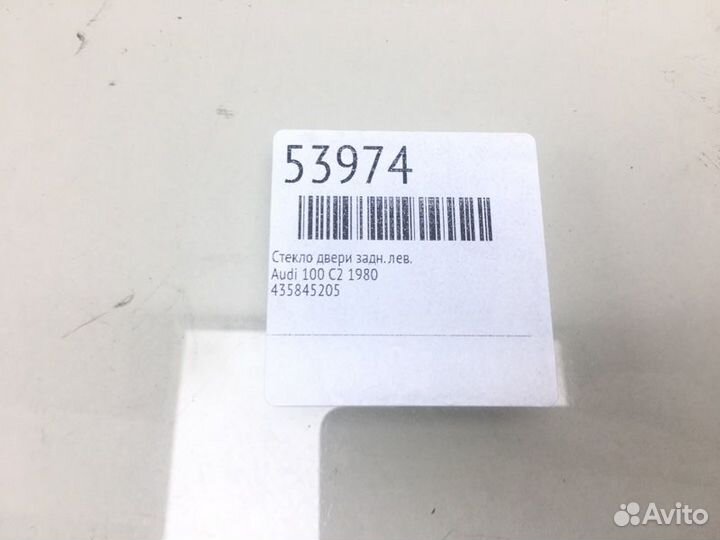 53974
Стекло двери задн. лев.
Audi 100 C2 1980
435845205
Avito